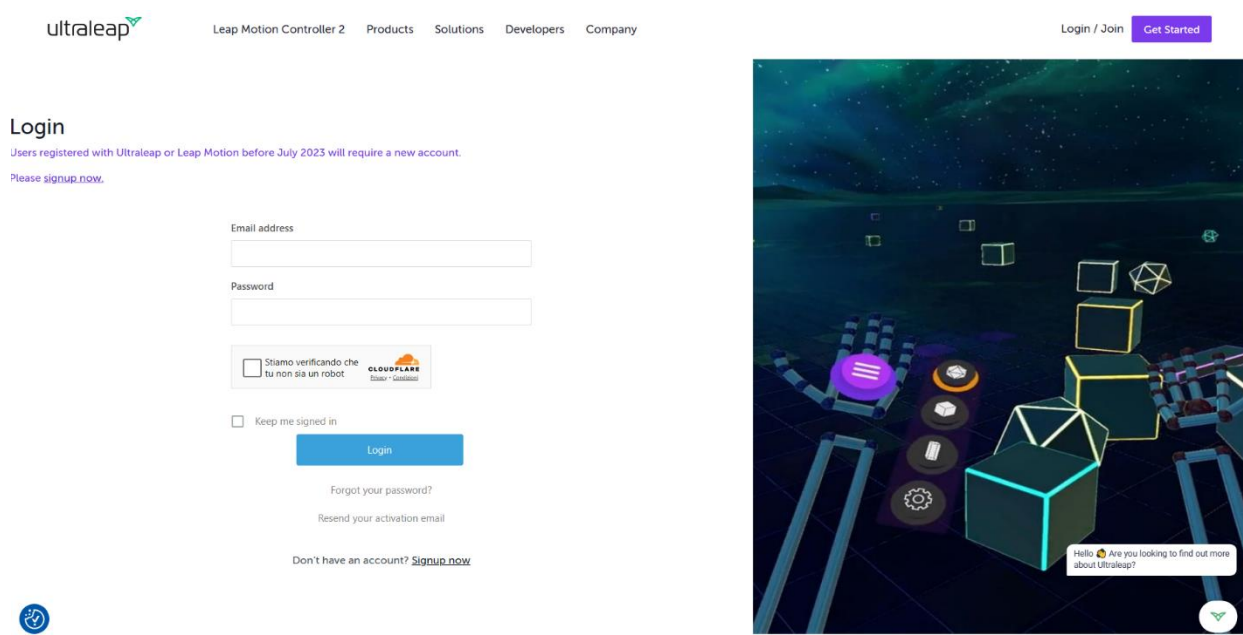 ultraleap
Leap Motion Controller 2 Products Solutions Developers Company
Login / Join Get Started
Login
Users registered with Ultraleap or Leap Motion before July 2023 will require a new account.
Please signup now.
Email address
Password
Stiamo verificando che
tu non sia un robot
CLOUDFLARE
Privacy • Condizioni
Keep me signed in
Login
Forgot your password?
Resend your activation email
Don't have an account? Signup now
Hello Are you looking to find out more
about Ultraleap?